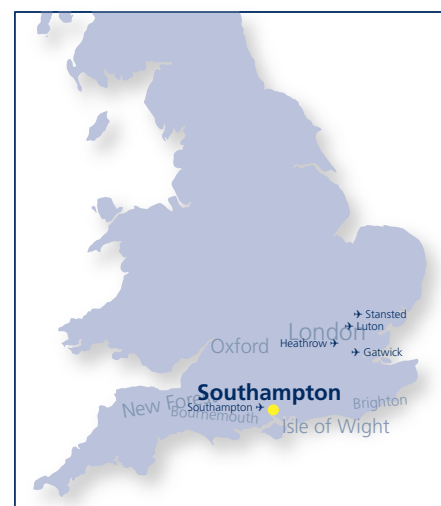 Stansted
London
Luton
Heathrow
Oxford
Gatwick
Southampton
New Forest
Southampton
Brighton
Bournemouth
Isle of Wight